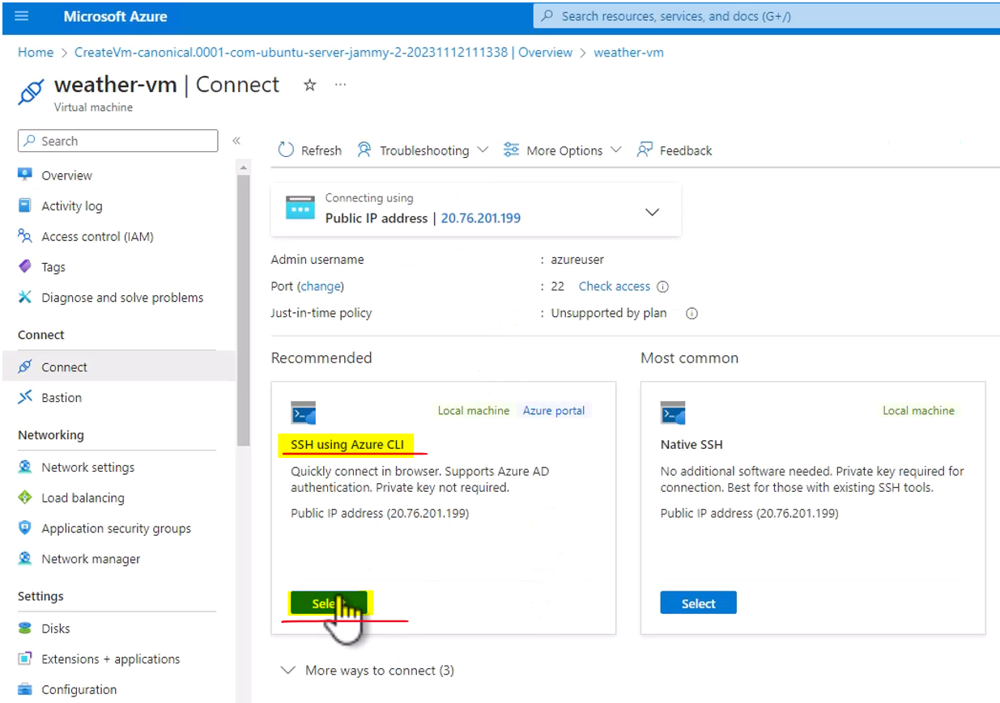 Microsoft Azure
Search resources, services, and docs (G+/)
Home > CreateVm-canonical.0001-com-ubuntu-server-jammy-2-20231112111338 | Overview > weather-vm
weather-vm | Connect
Virtual machine
Search
Refresh
Troubleshooting
More Options
Feedback
Overview
Activity log
Access control (IAM)
Tags
Diagnose and solve problems
Connect
Connect
Bastion
Networking
Network settings
Load balancing
Application security groups
Network manager
Settings
Disks
Extensions + applications
Configuration
Connecting using
Public IP address | 20.76.201.199
Admin username : azureuser
Port (change) : 22 Check access
Just-in-time policy : Unsupported by plan
Recommended
Local machine Azure portal
SSH using Azure CLI
Quickly connect in browser. Supports Azure AD
authentication. Private key not required.
Public IP address (20.76.201.199)
Select
Most common
Local machine
Native SSH
No additional software needed. Private key required for
connection. Best for those with existing SSH tools.
Public IP address (20.76.201.199)
Select
More ways to connect (3)